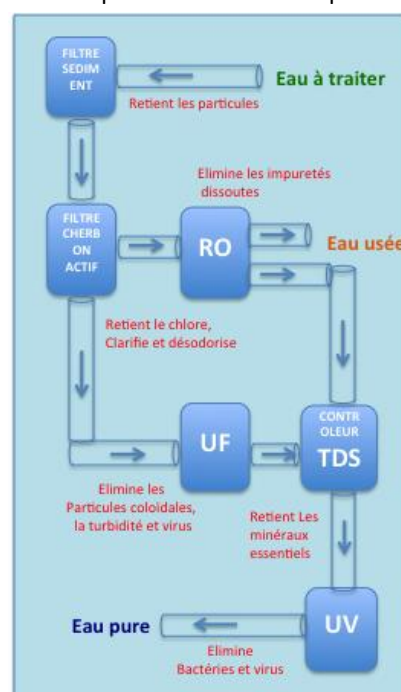 FILTRE
SEDIM
ENT
Eau à traiter
Retient les particules
Elimine les impuretés
dissoutes
FILTRE
CHERB
ON
ACTIF
RO
Eau usée
Retient le chlore,
Clarifie et désodorise
UF
CONTR
OLEUR
TDS
Elimine les
Particules coloidales,
la turbidité et virus
Retient Les
minéraux
essentiels
Eau pure
UV
Elimine
Bactéries et virus